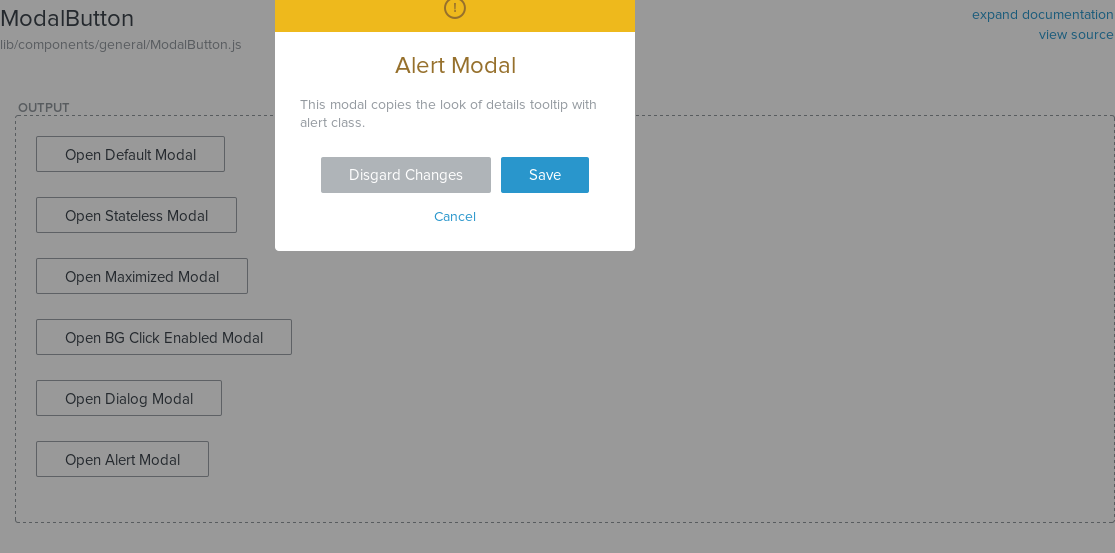 ModalButton
lib/components/general/ModalButton.js
expand documentation
view source
!
Alert Modal
This modal copies the look of details tooltip with
alert class.
Disgard Changes
Save
Cancel
OUTPUT
Open Default Modal
Open Stateless Modal
Open Maximized Modal
Open BG Click Enabled Modal
Open Dialog Modal
Open Alert Modal